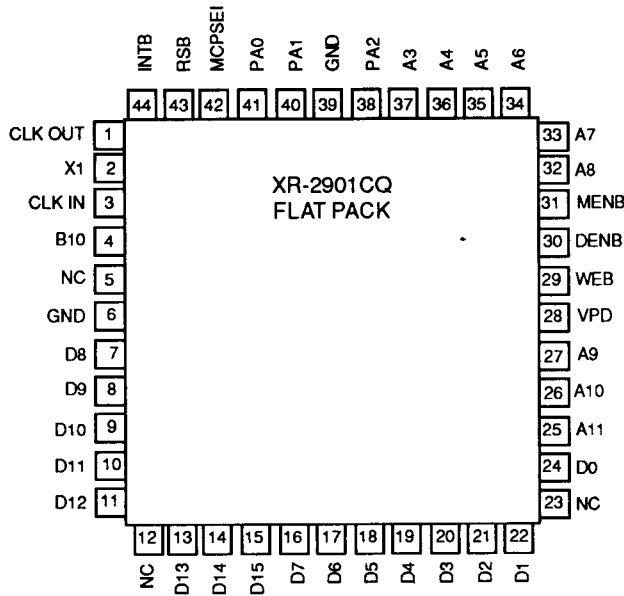 INTB RSB MCPSEI PA0 PA1 GND PA2 A3 A4 A5 A6
44 43 42 41 40 39 38 37 36 35 34
CLK OUT 1
X1 2
CLK IN 3
B10 4
NC 5
GND 6
D8 7
D9 8
D10 9
D11 10
D12 11
XR-2901CQ
FLAT PACK
33 A7
32 A8
31 MENB
30 DENB
29 WEB
28 VPD
27 A9
26 A10
25 A11
24 D0
23 NC
12 13 14 15 16 17 18 19 20 21 22
NC D13 D14 D15 D7 D6 D5 D4 D3 D2 D1